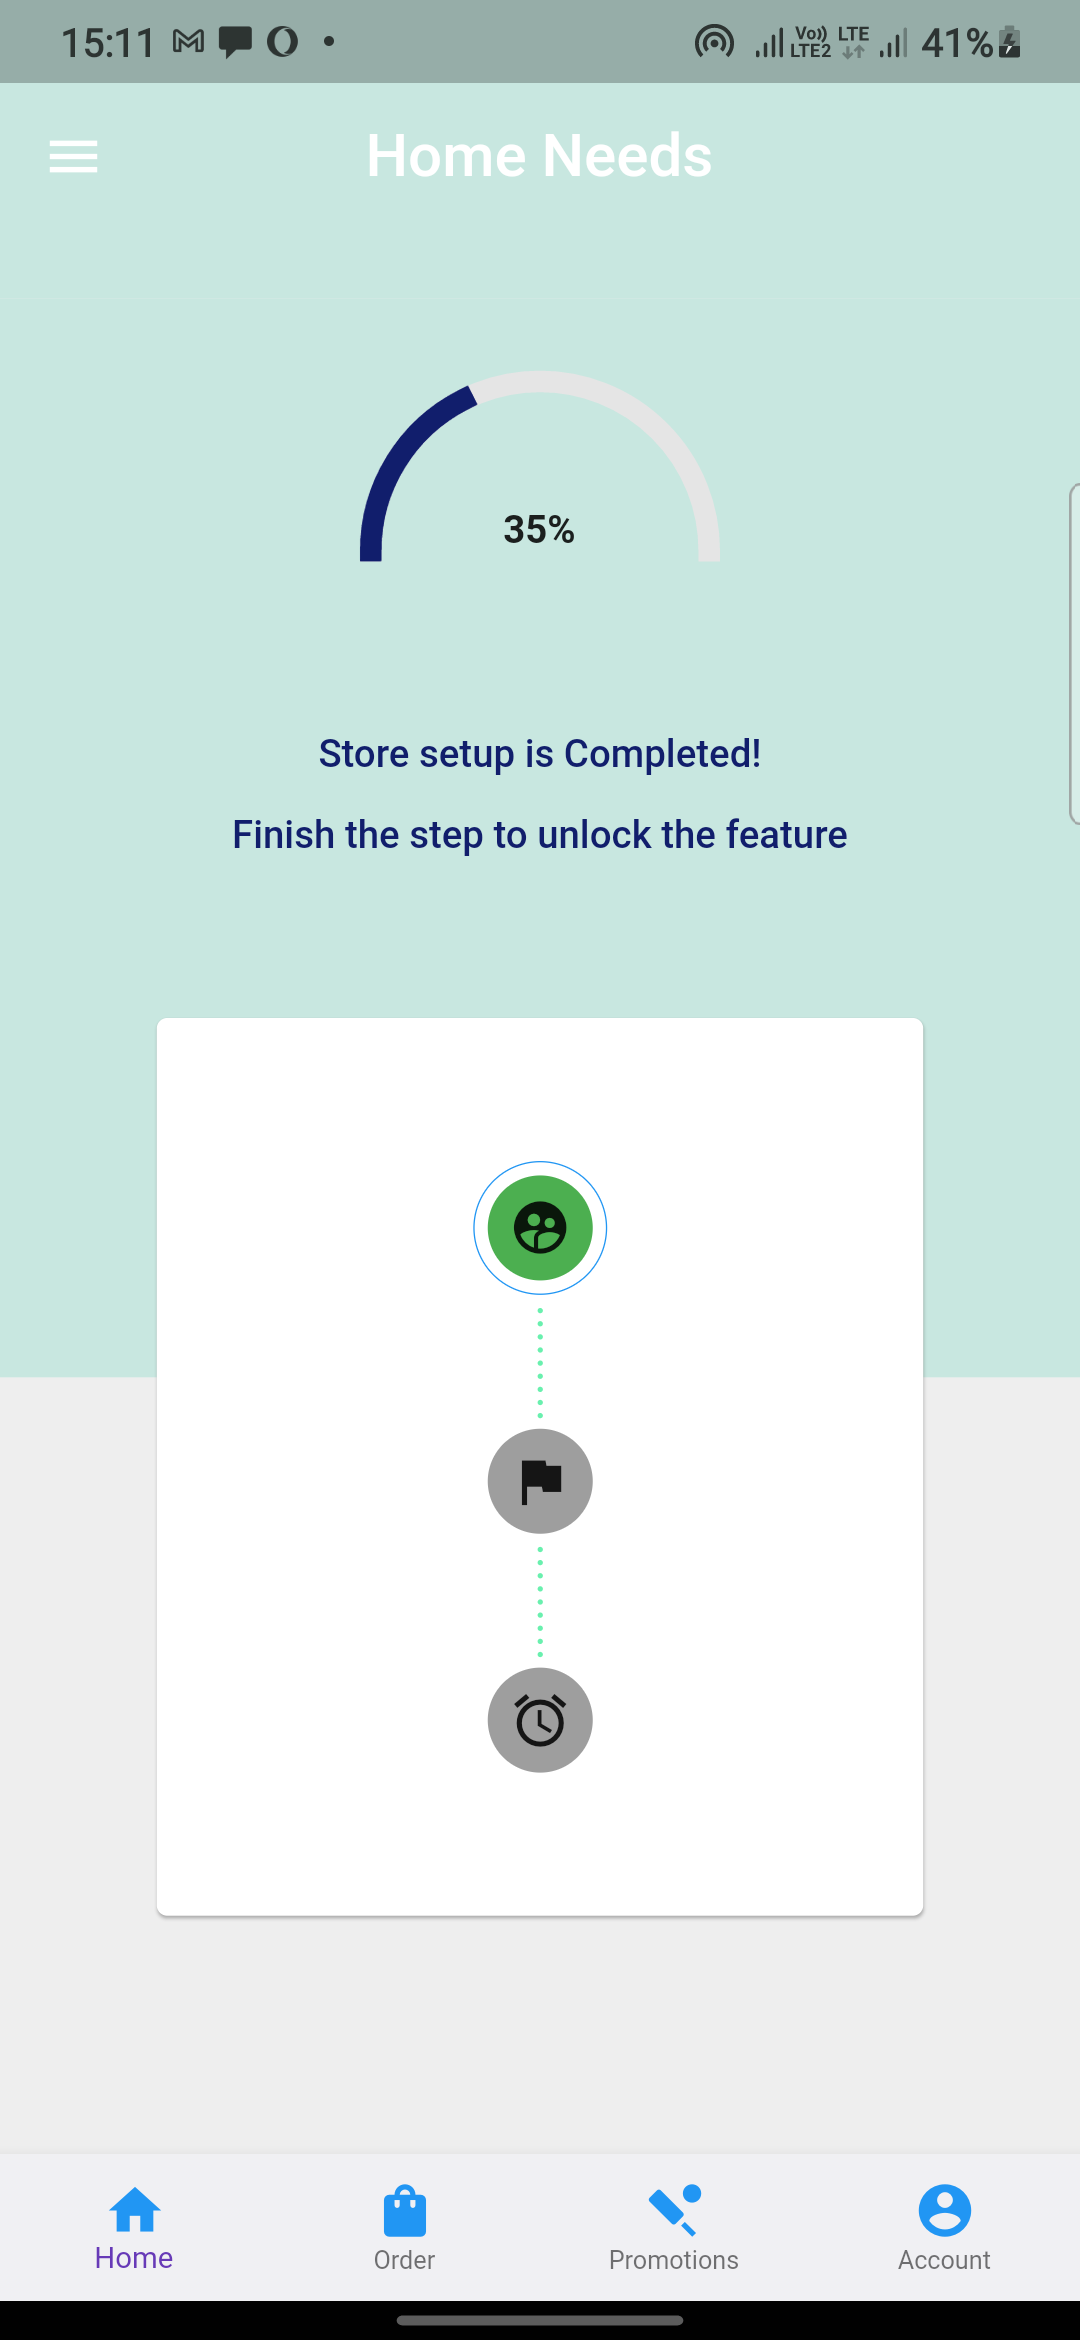 15:11
Vo)) LTE
LTE2
41%
Home Needs
35%
Store setup is Completed!
Finish the step to unlock the feature
Home
Order
Promotions
Account